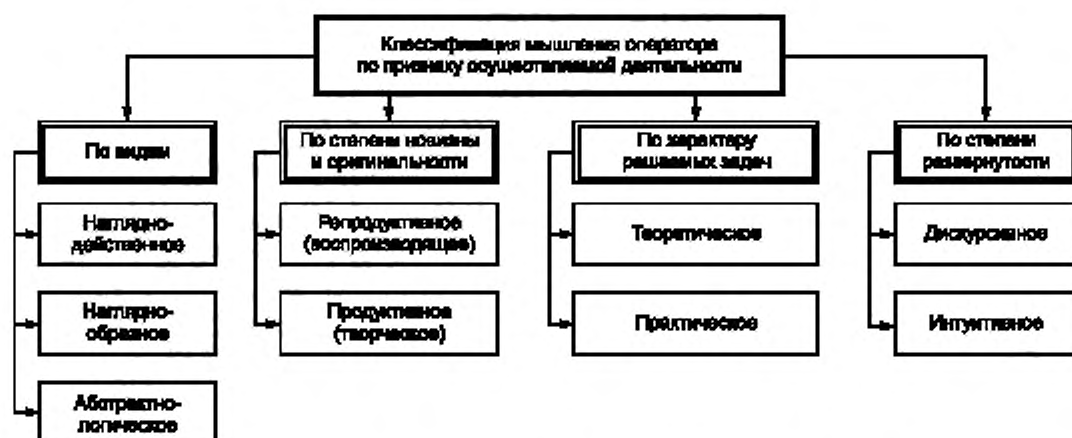 Классификация мышления оператора
по признаку осуществляемой деятельности
По видам
Наглядно-
действенное
Наглядно-
образное
Абстрактно-
логическое
По степени новизны
и оригинальности
Репродуктивное
(воспроизводящее)
Продуктивное
(творческое)
По характеру
решаемых задач
Теоретическое
Практическое
По степени
развернутости
Дискурсивное
Интуитивное